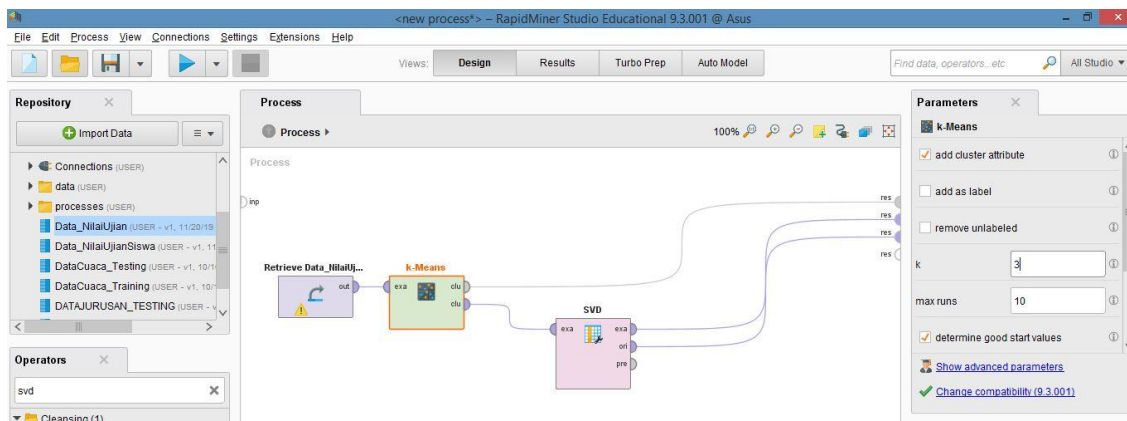 <new process*> – RapidMiner Studio Educational 9.3.001 @ Asus
File Edit Process View Connections Settings Extensions Help
Views: Design Results Turbo Prep Auto Model
Find data, operators...etc
All Studio
Repository
Import Data
Connections (USER)
data (USER)
processes (USER)
Data_NilaiUjian (USER - v1, 11/20/19
Data_NilaiUjianSiswa (USER - v1, 11
DataCuaca_Testing (USER - v1, 10/1
DataCuaca_Training (USER - v1, 10/
DATAJURUSAN_TESTING (USER - v
Operators
svd
Cleansing (1)
Process
Process
100%
Process
inp
res
res
res
res
Retrieve Data_NilaiUj...
out
k-Means
exa clu
clu
SVD
exa exa
ori
pre
Parameters
k-Means
add cluster attribute
add as label
remove unlabeled
k 3
max runs 10
determine good start values
Show advanced parameters
Change compatibility (9.3.001)